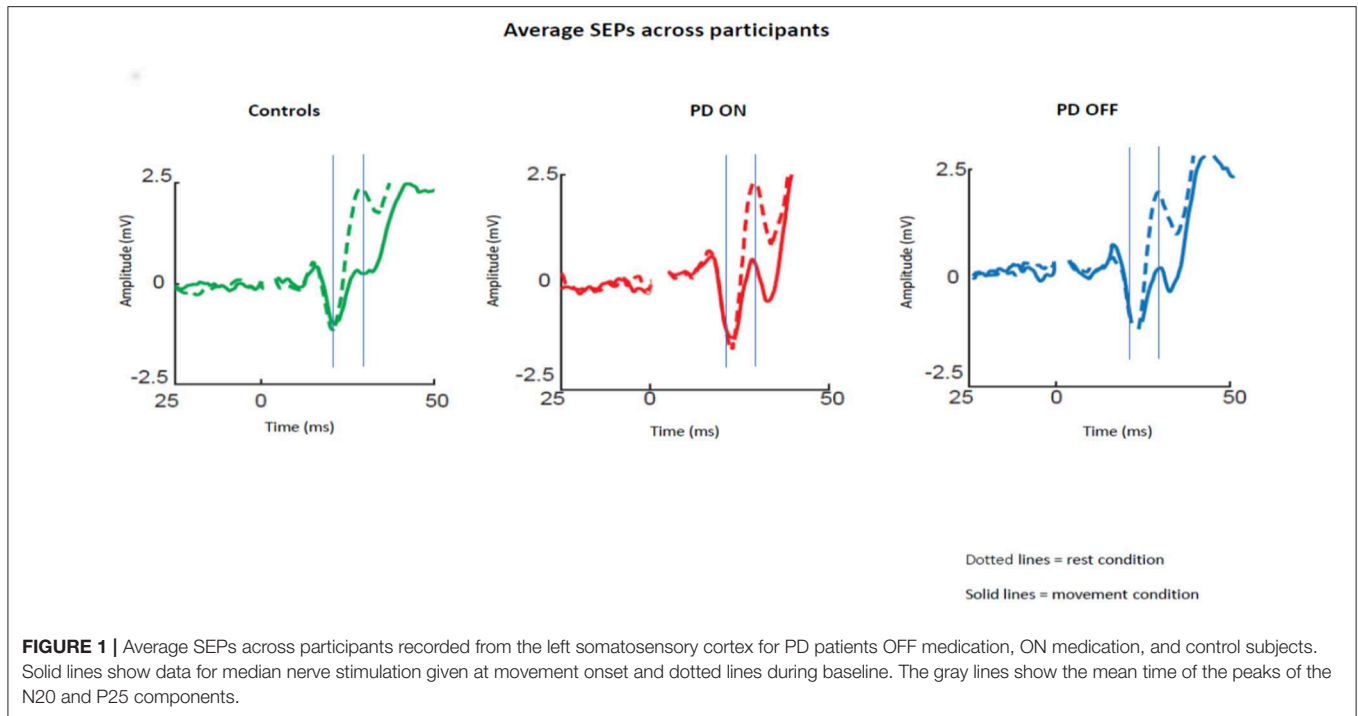 Average SEPs across participants
Controls
PD ON
PD OFF
2.5
0
-2.5
Amplitude (mV)
25
0
50
Time (ms)
2.5
0
-2.5
Amplitude (mV)
25
0
50
Time (ms)
2.5
0
-2.5
Amplitude (mV)
25
0
50
Time (ms)
Dotted lines = rest condition
Solid lines = movement condition
FIGURE 1 | Average SEPs across participants recorded from the left somatosensory cortex for PD patients OFF medication, ON medication, and control subjects.
Solid lines show data for median nerve stimulation given at movement onset and dotted lines during baseline. The gray lines show the mean time of the peaks of the
N20 and P25 components.